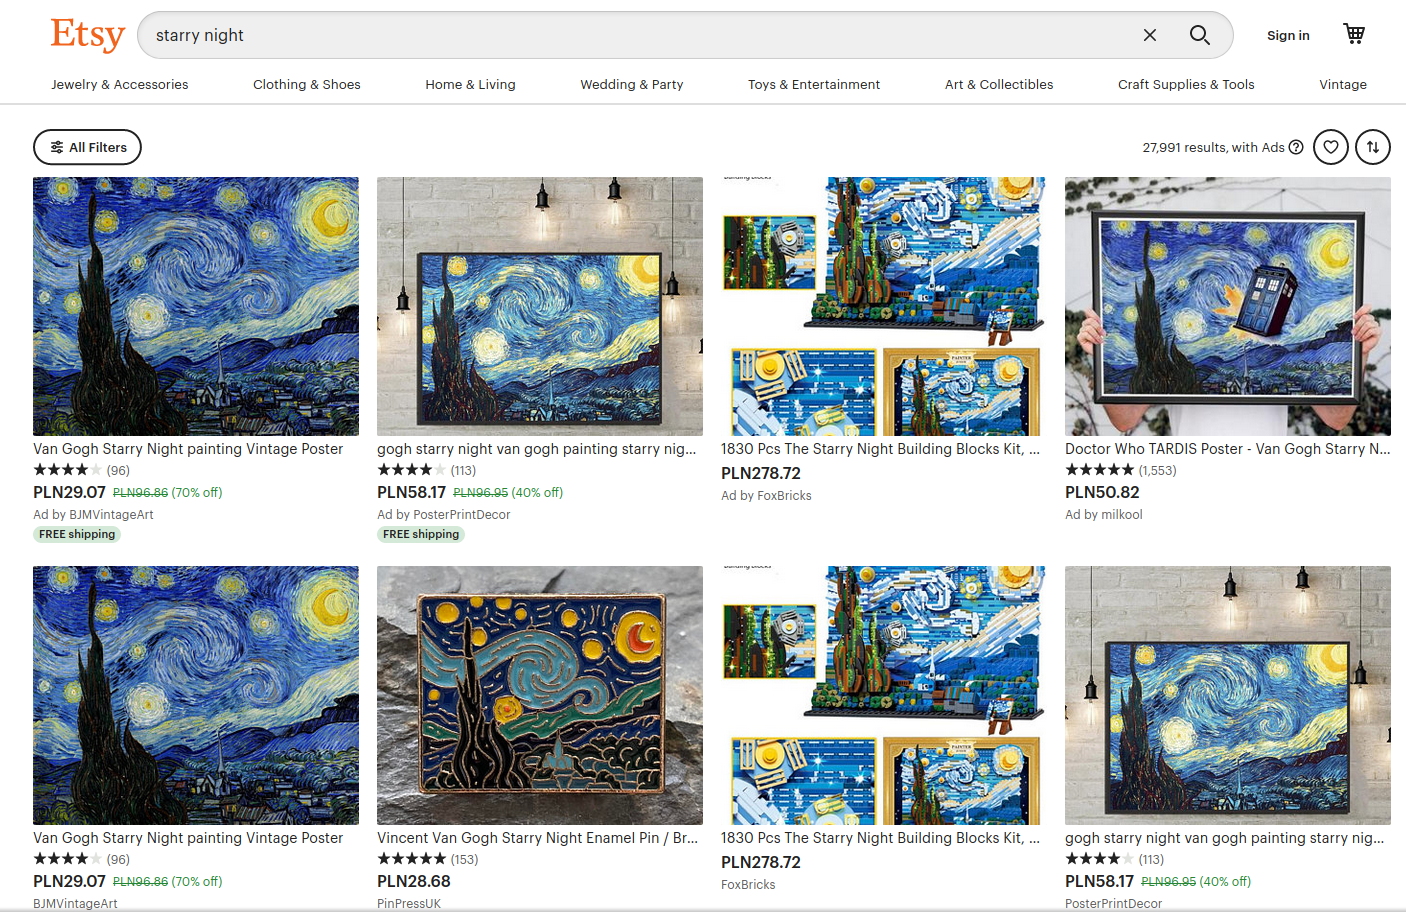 Etsy
starry night
Sign in
Jewelry & Accessories
Clothing & Shoes
Home & Living
Wedding & Party
Toys & Entertainment
Art & Collectibles
Craft Supplies & Tools
Vintage
All Filters
27,991 results, with Ads
Van Gogh Starry Night painting Vintage Poster
(96)
PLN29.07 PLN96.86 (70% off)
Ad by BJMVintageArt
FREE shipping
gogh starry night van gogh painting starry nig...
(113)
PLN58.17 PLN96.95 (40% off)
Ad by PosterPrintDecor
FREE shipping
PAINTER
1830 Pcs The Starry Night Building Blocks Kit, ...
PLN278.72
Ad by FoxBricks
Doctor Who TARDIS Poster - Van Gogh Starry N...
(1,553)
PLN50.82
Ad by milkool
Van Gogh Starry Night painting Vintage Poster
(96)
PLN29.07 PLN96.86 (70% off)
BJMVintageArt
Vincent Van Gogh Starry Night Enamel Pin / Br...
(153)
PLN28.68
PinPressUK
PAINTER
1830 Pcs The Starry Night Building Blocks Kit, ...
PLN278.72
FoxBricks
gogh starry night van gogh painting starry nig...
(113)
PLN58.17 PLN96.95 (40% off)
PosterPrintDecor